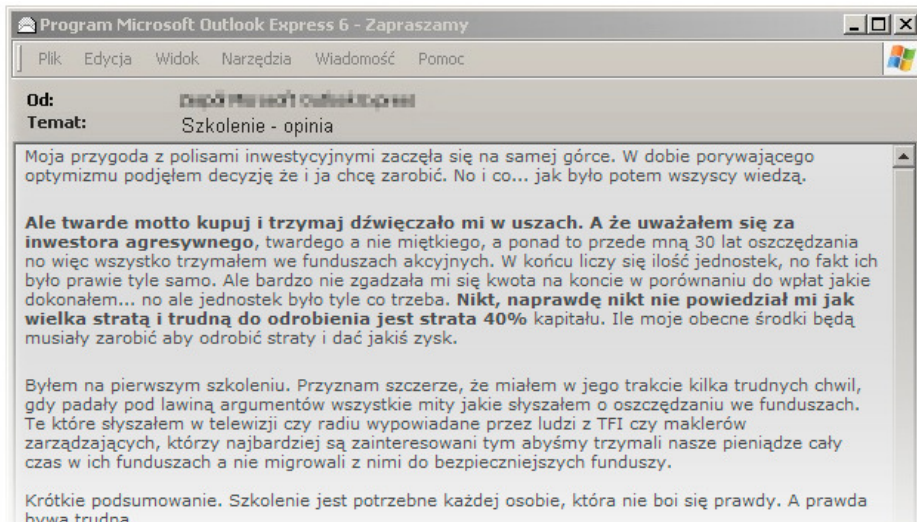 Program Microsoft Outlook Express 6 - Zapraszamy
Plik Edycja Widok Narzędzia Wiadomość Pomoc
Od:
Temat: Szkolenie - opinia
Moja przygoda z polisami inwestycyjnymi zaczęła się na samej górce. W dobie porywającego
optymizmu podjęłem decyzję że i ja chcę zarobić. No i co... jak było potem wszyscy wiedzą.
Ale twarde motto kupuj i trzymaj dźwięczało mi w uszach. A że uważałem się za
inwestora agresywnego, twardego a nie miętkiego, a ponad to przede mną 30 lat oszczędzania
no więc wszystko trzymałem we funduszach akcyjnych. W końcu liczy się ilość jednostek, no fakt ich
było prawie tyle samo. Ale bardzo nie zgadzała mi się kwota na koncie w porównaniu do wpłat jakie
dokonałem... no ale jednostek było tyle co trzeba. Nikt, naprawdę nikt nie powiedział mi jak
wielka stratą i trudną do odrobienia jest strata 40% kapitału. Ile moje obecne środki będą
musiały zarobić aby odrobić straty i dać jakiś zysk.
Byłem na pierwszym szkoleniu. Przyznam szczerze, że miałem w jego trakcie kilka trudnych chwil,
gdy padały pod lawiną argumentów wszystkie mity jakie słyszałem o oszczędzaniu we funduszach.
Te które słyszałem w telewizji czy radiu wypowiadane przez ludzi z TFI czy maklerów
zarządzających, którzy najbardziej są zainteresowani tym abyśmy trzymali nasze pieniądze cały
czas w ich funduszach a nie migrowali z nimi do bezpieczniejszych funduszy.
Krótkie podsumowanie. Szkolenie jest potrzebne każdej osobie, która nie boi się prawdy. A prawda
bywa trudna